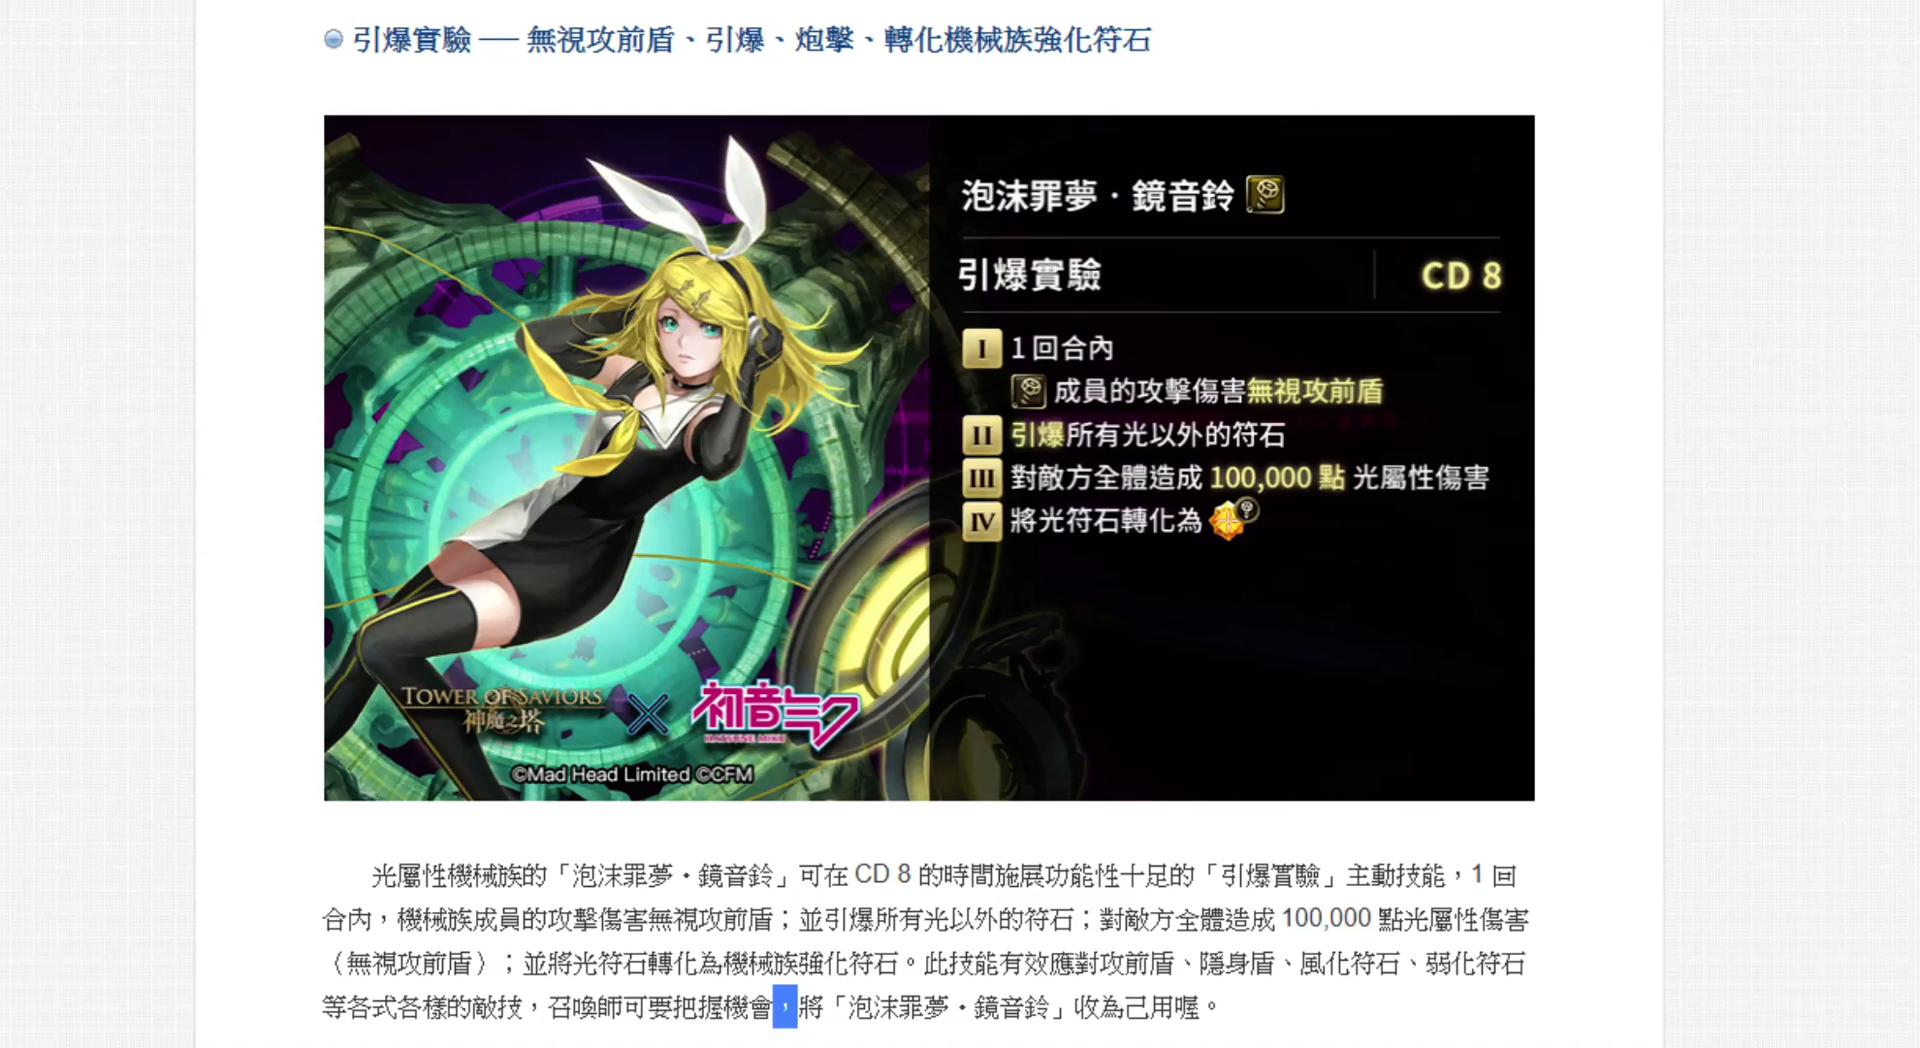 引爆實驗 ── 無視攻前盾、引爆、炮擊、轉化機械族強化符石
泡沫罪夢．鏡音鈴
引爆實驗 CD 8
I 1 回合內
成員的攻擊傷害無視攻前盾
II 引爆所有光以外的符石
III 對敵方全體造成 100,000 點 光屬性傷害
IV 將光符石轉化為
TOWER OF SAVIORS
神魔之塔
X
初音ミク
HATSUNE MIKU
©Mad Head Limited ©CFM
光屬性機械族的「泡沫罪夢‧鏡音鈴」可在 CD 8 的時間施展功能性十足的「引爆實驗」主動技能，1 回
合內，機械族成員的攻擊傷害無視攻前盾；並引爆所有光以外的符石；對敵方全體造成 100,000 點光屬性傷害
（無視攻前盾）；並將光符石轉化為機械族強化符石。此技能有效應對攻前盾、隱身盾、風化符石、弱化符石
等各式各樣的敵技，召喚師可要把握機會，將「泡沫罪夢‧鏡音鈴」收為己用喔。